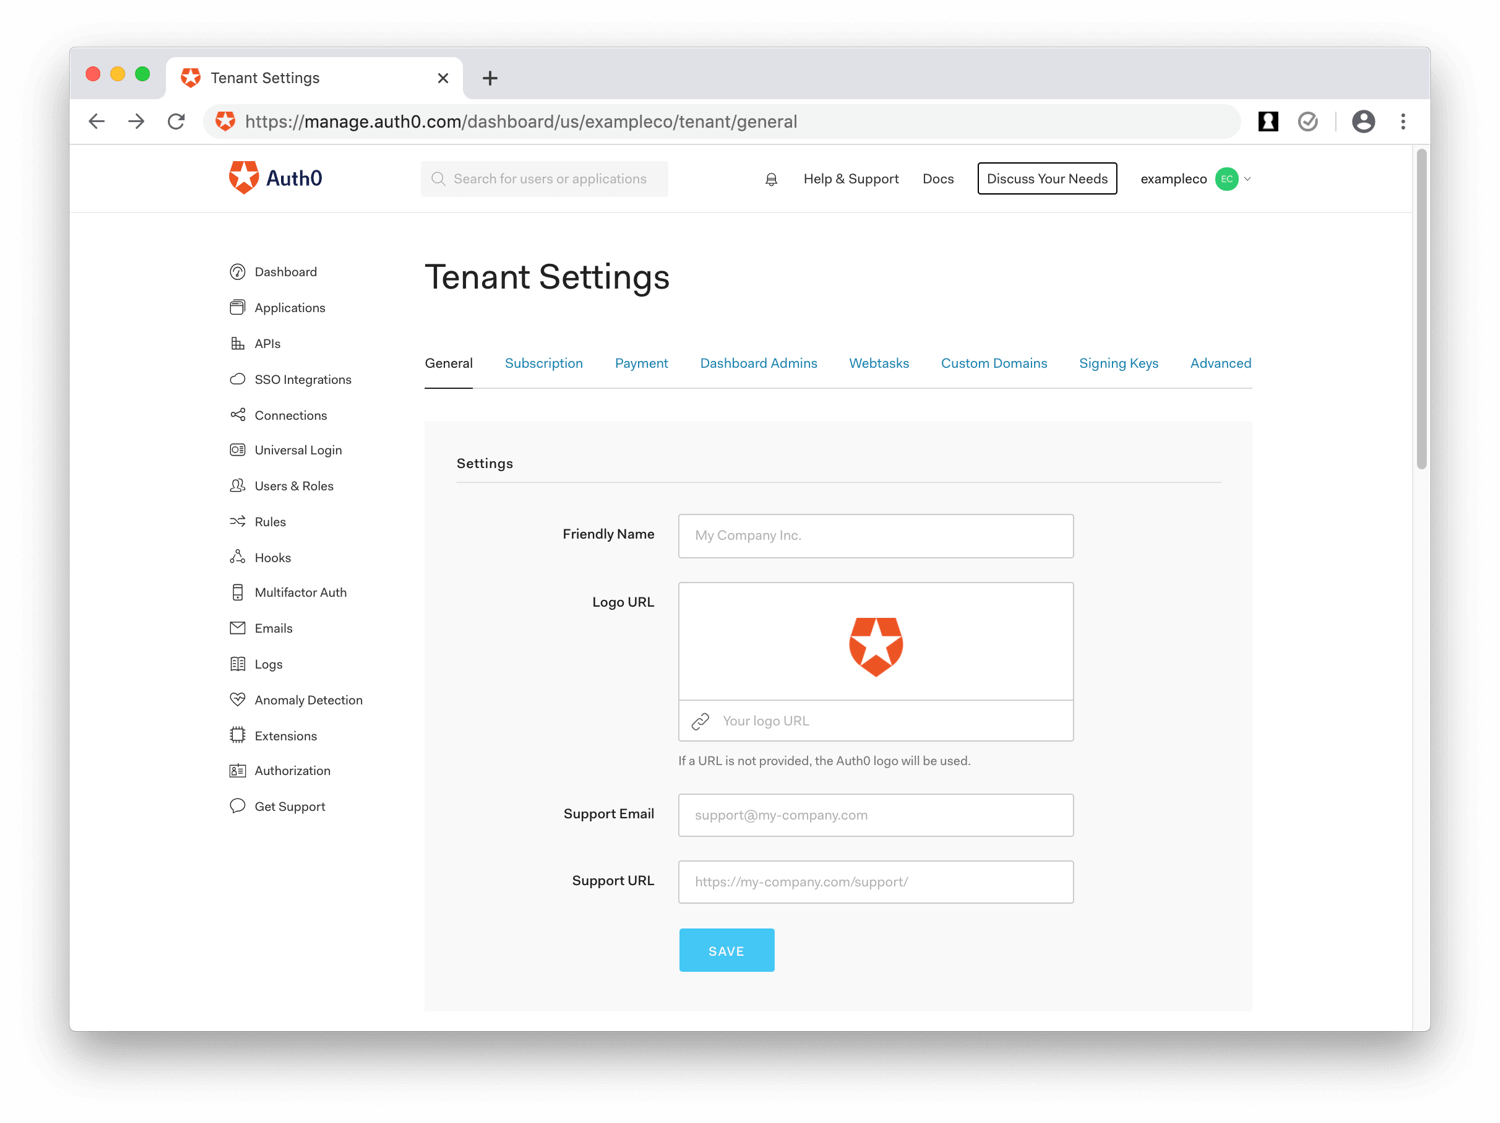 Tenant Settings
https://manage.auth0.com/dashboard/us/exampleco/tenant/general
Auth0
Search for users or applications
Help & Support
Docs
Discuss Your Needs
exampleco
EC
Dashboard
Applications
APIs
SSO Integrations
Connections
Universal Login
Users & Roles
Rules
Hooks
Multifactor Auth
Emails
Logs
Anomaly Detection
Extensions
Authorization
Get Support
Tenant Settings
General
Subscription
Payment
Dashboard Admins
Webtasks
Custom Domains
Signing Keys
Advanced
Settings
Friendly Name
My Company Inc.
Logo URL
Your logo URL
If a URL is not provided, the Auth0 logo will be used.
Support Email
support@my-company.com
Support URL
https://my-company.com/support/
SAVE